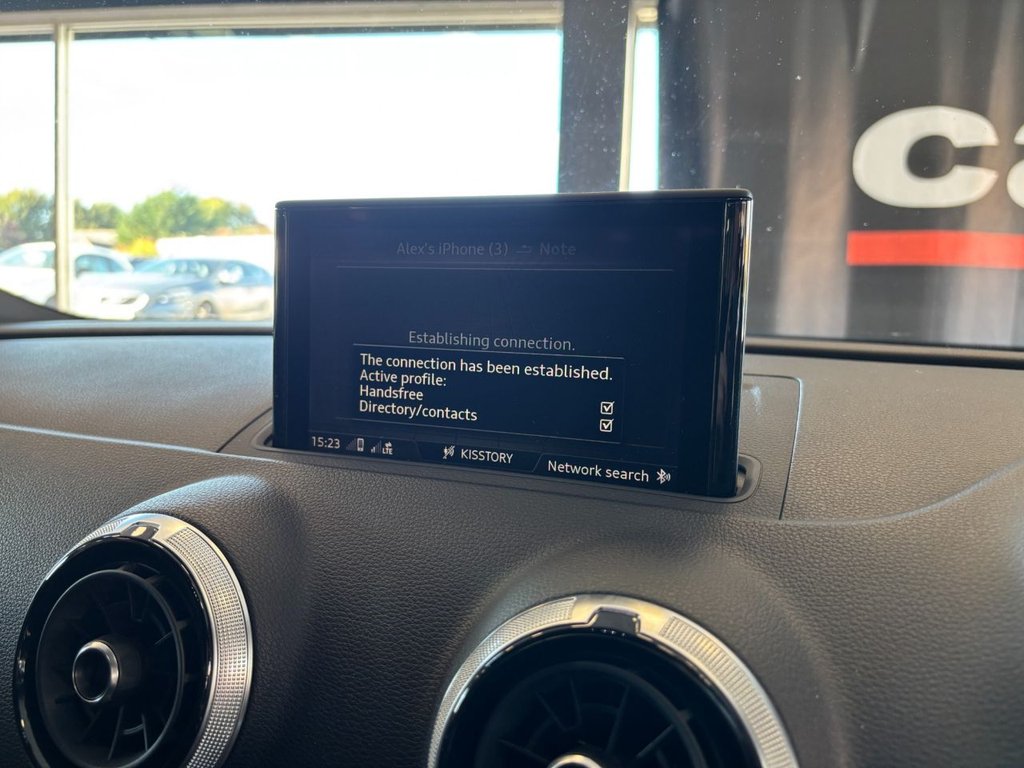 Alex's iPhone (3) Note
Establishing connection.
The connection has been established.
Active profile:
Handsfree
Directory/contacts
15:23 LTE KISSTORY Network search
ca